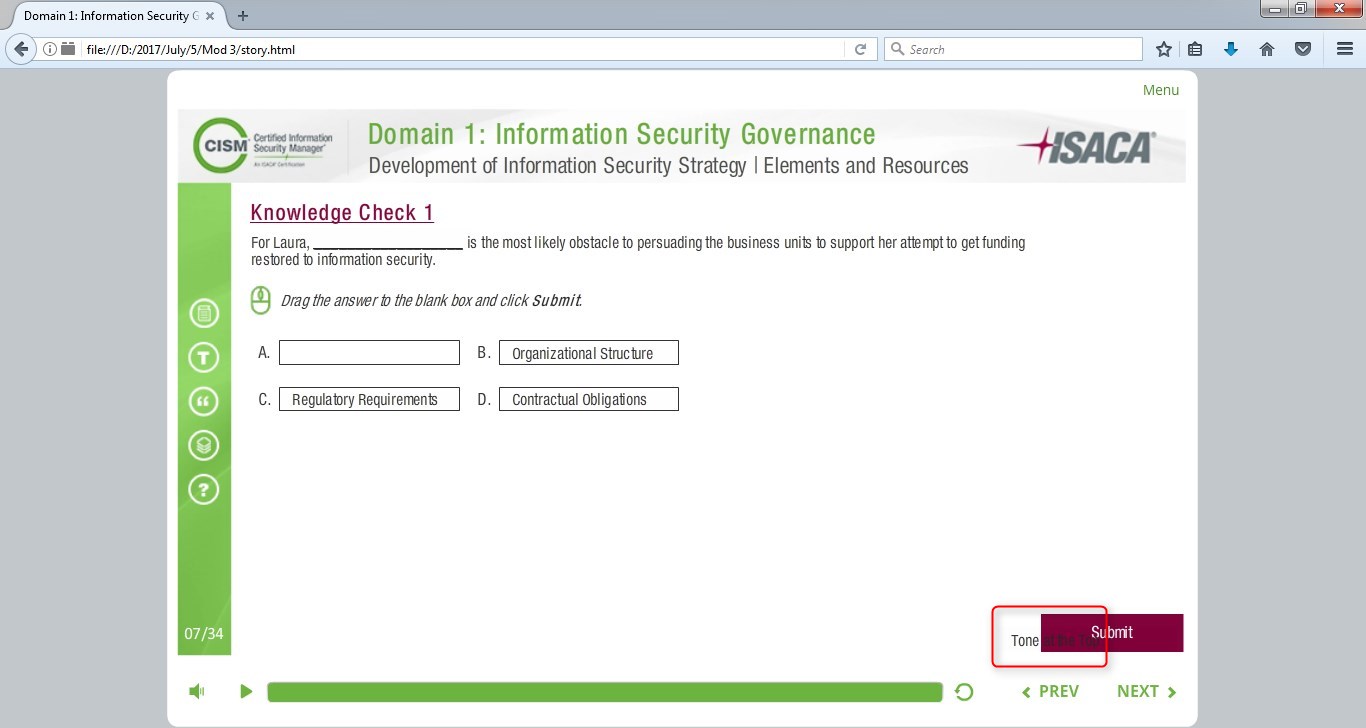 Domain 1: Information Security G
file:///D:/2017/July/5/Mod 3/story.html
Search
Menu
CISM
Certified Information
Security Manager®
An ISACA® Certification
Domain 1: Information Security Governance
Development of Information Security Strategy | Elements and Resources
ISACA®
Knowledge Check 1
For Laura, ____________________ is the most likely obstacle to persuading the business units to support her attempt to get funding
restored to information security.
Drag the answer to the blank box and click Submit.
A.
B. Organizational Structure
C. Regulatory Requirements
D. Contractual Obligations
07/34
Tone at the Top
Submit
PREV
NEXT